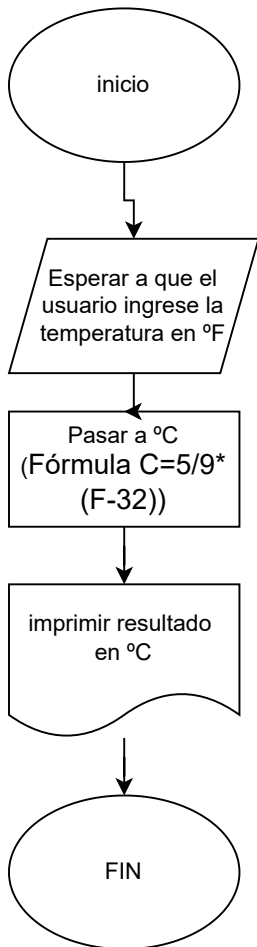 inicio
Esperar a que el
usuario ingrese la
temperatura en ºF
Pasar a ºC
(Fórmula C=5/9*
(F-32))
imprimir resultado
en ºC
FIN